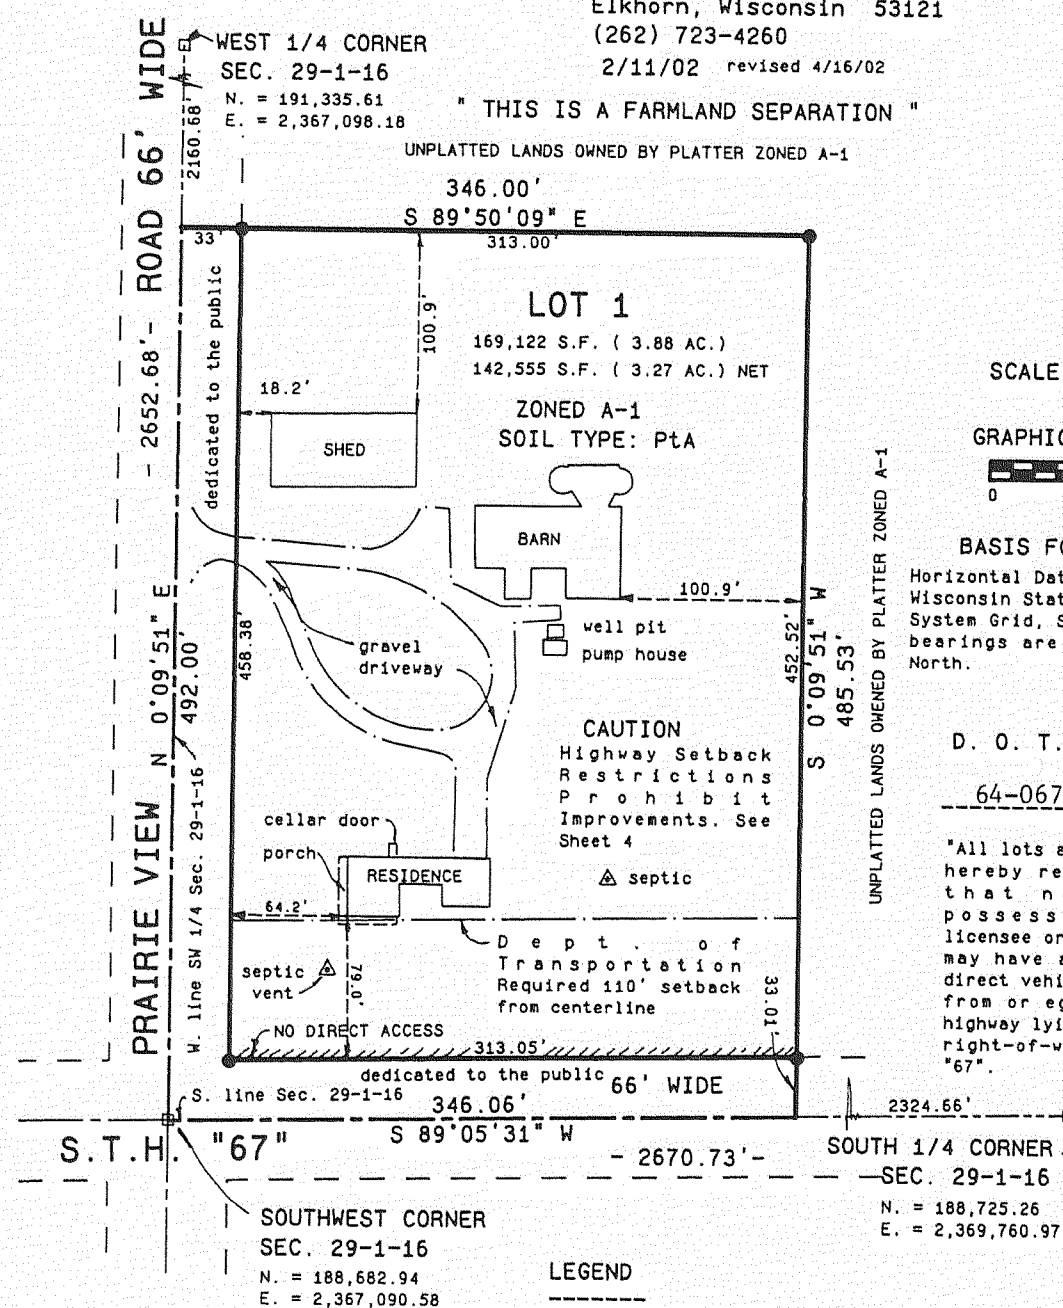 Elkhorn, Wisconsin 53121
(262) 723-4260
2/11/02 revised 4/16/02
WEST 1/4 CORNER
SEC. 29-1-16
N. = 191,335.61
E. = 2,367,098.18
" THIS IS A FARMLAND SEPARATION "
UNPLATTED LANDS OWNED BY PLATTER ZONED A-1
346.00'
S 89°50'09" E
33'
313.00'
2160.68'
PRAIRIE VIEW - ROAD 66' WIDE
- 2652.68'-
N 0°09'51" E
492.00'
W. line SW 1/4 Sec. 29-1-16
dedicated to the public
458.38'
100.9'
LOT 1
169,122 S.F. ( 3.88 AC.)
142,555 S.F. ( 3.27 AC.) NET
ZONED A-1
SOIL TYPE: PtA
18.2'
SHED
BARN
100.9'
well pit
pump house
gravel
driveway
452.52'
S 0°09'51" W
485.53'
UNPLATTED LANDS OWNED BY PLATTER ZONED A-1
CAUTION
Highway Setback
Restrictions
Prohibit
Improvements. See
Sheet 4
cellar door
porch
RESIDENCE
septic
64.2'
Dept. of
Transportation
Required 110' setback
from centerline
septic
vent
79.0'
33.01'
NO DIRECT ACCESS
313.05'
dedicated to the public
66' WIDE
S. line Sec. 29-1-16
346.06'
S 89°05'31" W
S.T.H. "67"
- 2670.73'-
2324.66'
SOUTH 1/4 CORNER
SEC. 29-1-16
N. = 188,725.26
E. = 2,369,760.97
SOUTHWEST CORNER
SEC. 29-1-16
N. = 188,682.94
E. = 2,367,090.58
LEGEND
SCALE
GRAPHIC
0
BASIS FO
Horizontal Dat
Wisconsin Stat
System Grid, S
bearings are
North.
D. O. T.
64-067
"All lots a
hereby re
that n
possess
licensee or
may have a
direct vehi
from or eg
highway lyi
right-of-w
"67".